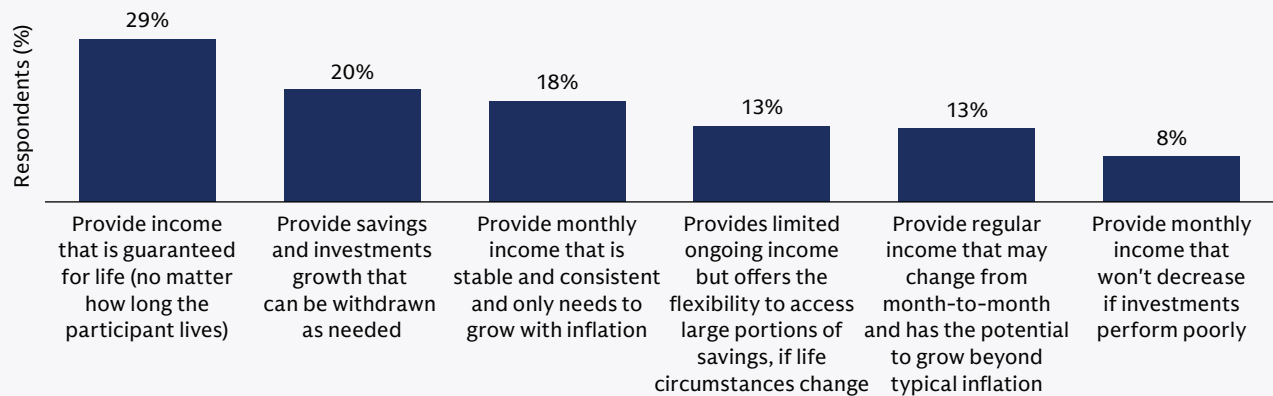 Respondents (%)
29%
20%
18%
13%
13%
8%
Provide income
that is guaranteed
for life (no matter
how long the
participant lives)
Provide savings
and investments
growth that
can be withdrawn
as needed
Provide monthly
income that is
stable and consistent
and only needs to
grow with inflation
Provides limited
ongoing income
but offers the
flexibility to access
large portions of
savings, if life
circumstances change
Provide regular
income that may
change from
month-to-month
and has the potential
to grow beyond
typical inflation
Provide monthly
income that
won't decrease
if investments
perform poorly